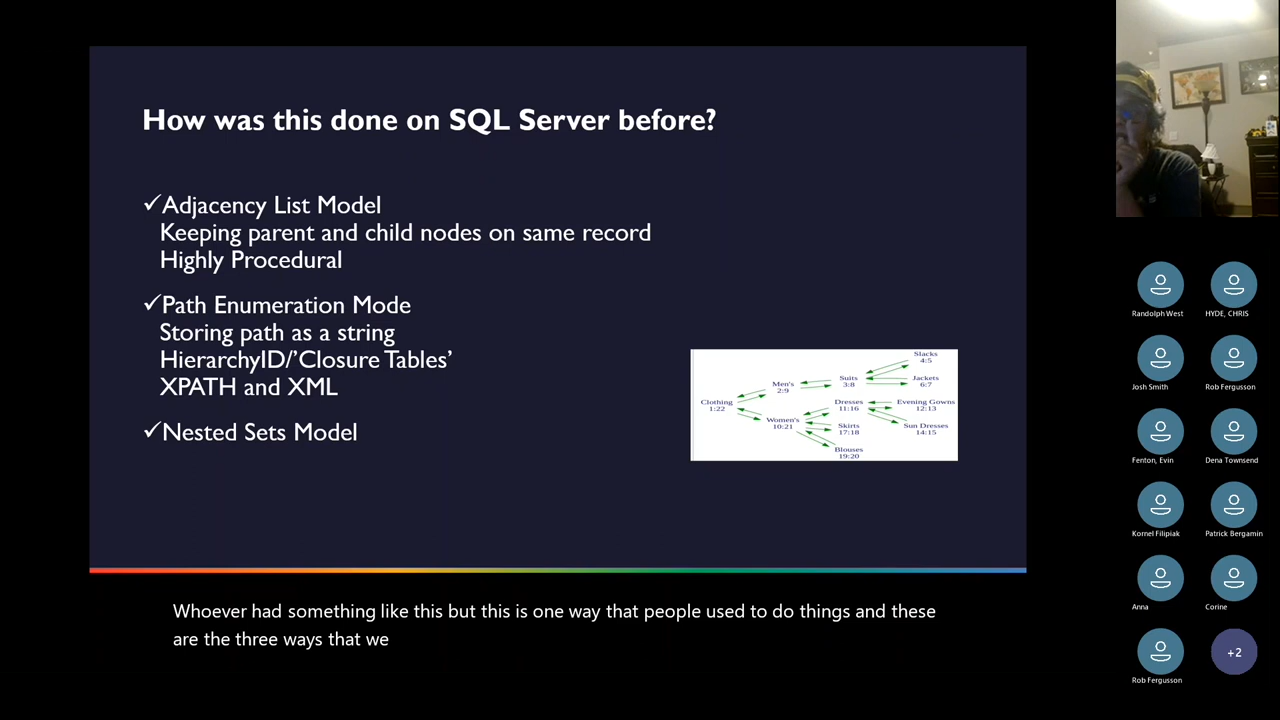 How was this done on SQL Server before?
✓Adjacency List Model
Keeping parent and child nodes on same record
Highly Procedural
✓Path Enumeration Mode
Storing path as a string
HierarchyID/’Closure Tables’
XPATH and XML
✓Nested Sets Model
Slacks
4:5
Men's
2:9
Suits
3:8
Jackets
6:7
Clothing
1:22
Dresses
11:16
Evening Gowns
12:13
Women's
10:21
Skirts
17:18
Sun Dresses
14:15
Blouses
19:20
Whoever had something like this but this is one way that people used to do things and these
are the three ways that we
Randolph West
HYDE, CHRIS
Josh Smith
Rob Fergusson
Fenton, Evin
Dena Townsend
Kornel Filipiak
Patrick Bergamin
Anna
Corine
Rob Fergusson
+2